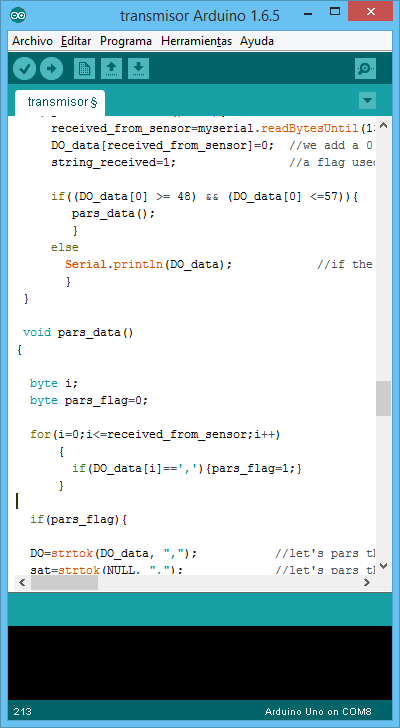 transmisor Arduino 1.6.5
Archivo Editar Programa Herramientas Ayuda
transmisor §
received_from_sensor=myserial.readBytesUntil(13
DO_data[received_from_sensor]=0;  //we add a 0
string_received=1;                //a flag used
if((DO_data[0] >= 48) && (DO_data[0] <=57)){
pars_data();
}
else
Serial.println(DO_data);            //if the
}
}
void pars_data()
{
byte i;
byte pars_flag=0;
for(i=0;i<=received_from_sensor;i++)
{
if(DO_data[i]==','){pars_flag=1;}
}
if(pars_flag){
DO=strtok(DO_data, ",");           //let's pars th
sat=strtok(NULL, ",");             //let's pars th
213 Arduino Uno on COM8